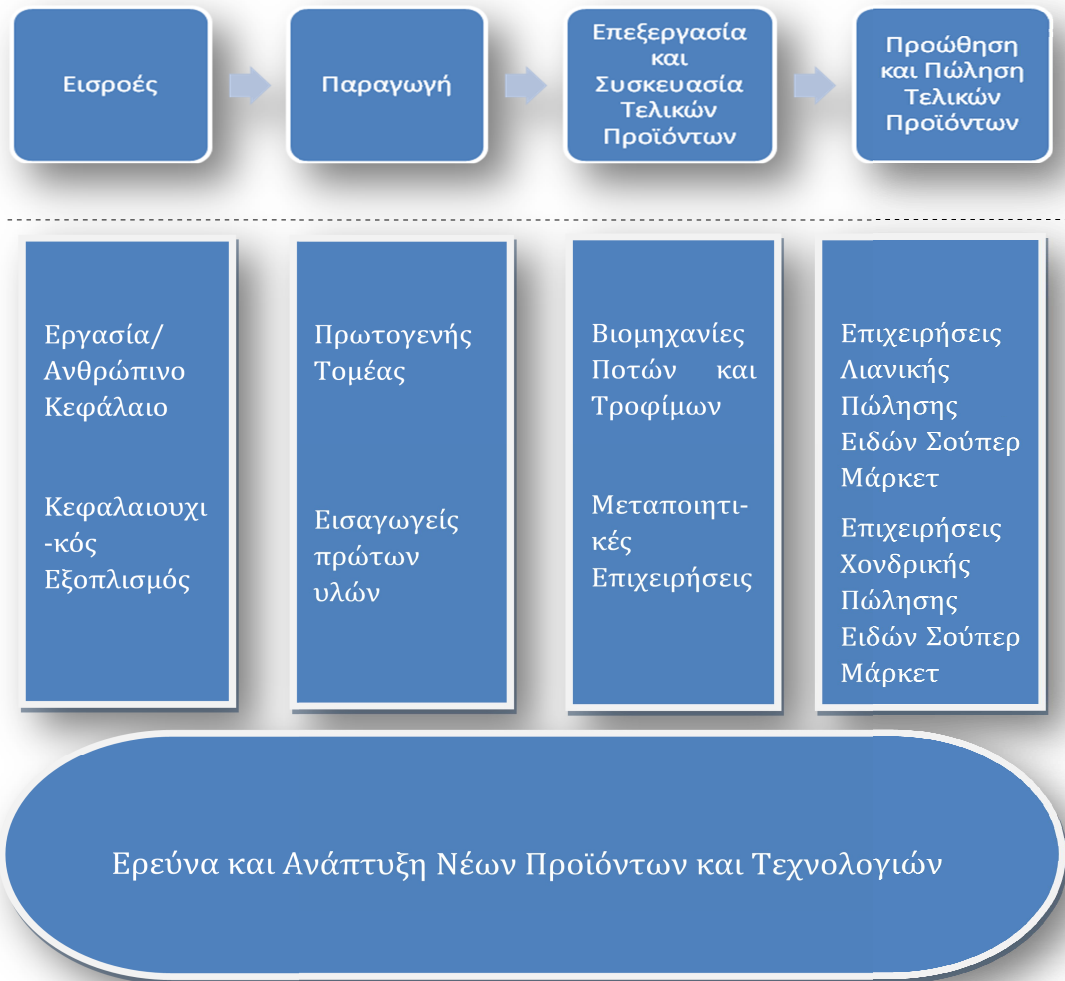 Εισροές
Παραγωγή
Επεξεργασία
και
Συσκευασία
Τελικών
Προϊόντων
Προώθηση
και Πώληση
Τελικών
Προϊόντων
Εργασία/
Ανθρώπινο
Κεφάλαιο
Κεφαλαιουχι
-κός
Εξοπλισμός
Πρωτογενής
Τομέας
Εισαγωγείς
πρώτων
υλών
Βιομηχανίες
Ποτών και
Τροφίμων
Μεταποιητι-
κές
Επιχειρήσεις
Επιχειρήσεις
Λιανικής
Πώλησης
Ειδών Σούπερ
Μάρκετ
Επιχειρήσεις
Χονδρικής
Πώλησης
Ειδών Σούπερ
Μάρκετ
Ερεύνα και Ανάπτυξη Νέων Προϊόντων και Τεχνολογιών